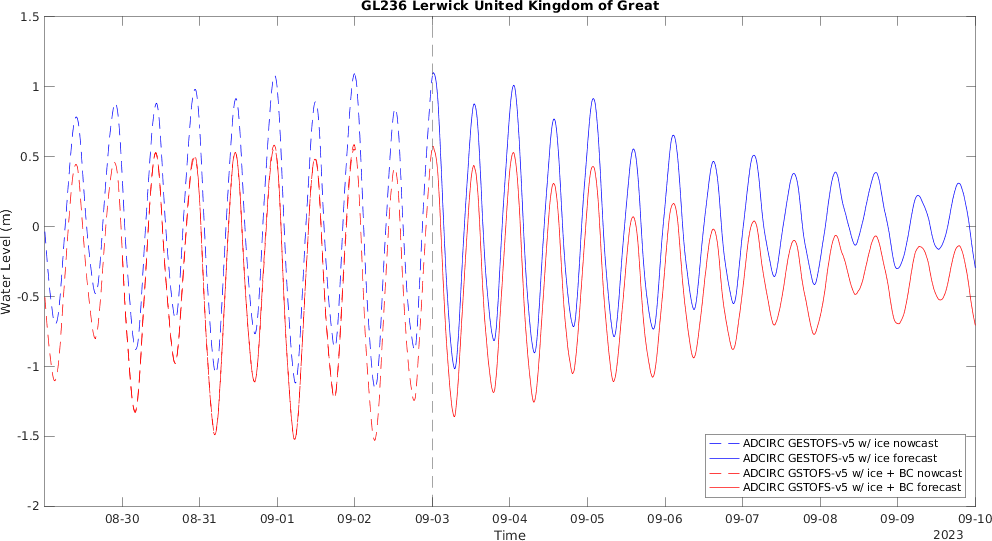 GL236 Lerwick United Kingdom of Great
1.5
1
0.5
0
-0.5
-1
-1.5
-2
Water Level (m)
08-30 08-31 09-01 09-02 09-03 09-04 09-05 09-06 09-07 09-08 09-09 09-10
Time
2023
ADCIRC GESTOFS-v5 w/ ice nowcast
ADCIRC GESTOFS-v5 w/ ice forecast
ADCIRC GSTOFS-v5 w/ ice + BC nowcast
ADCIRC GSTOFS-v5 w/ ice + BC forecast